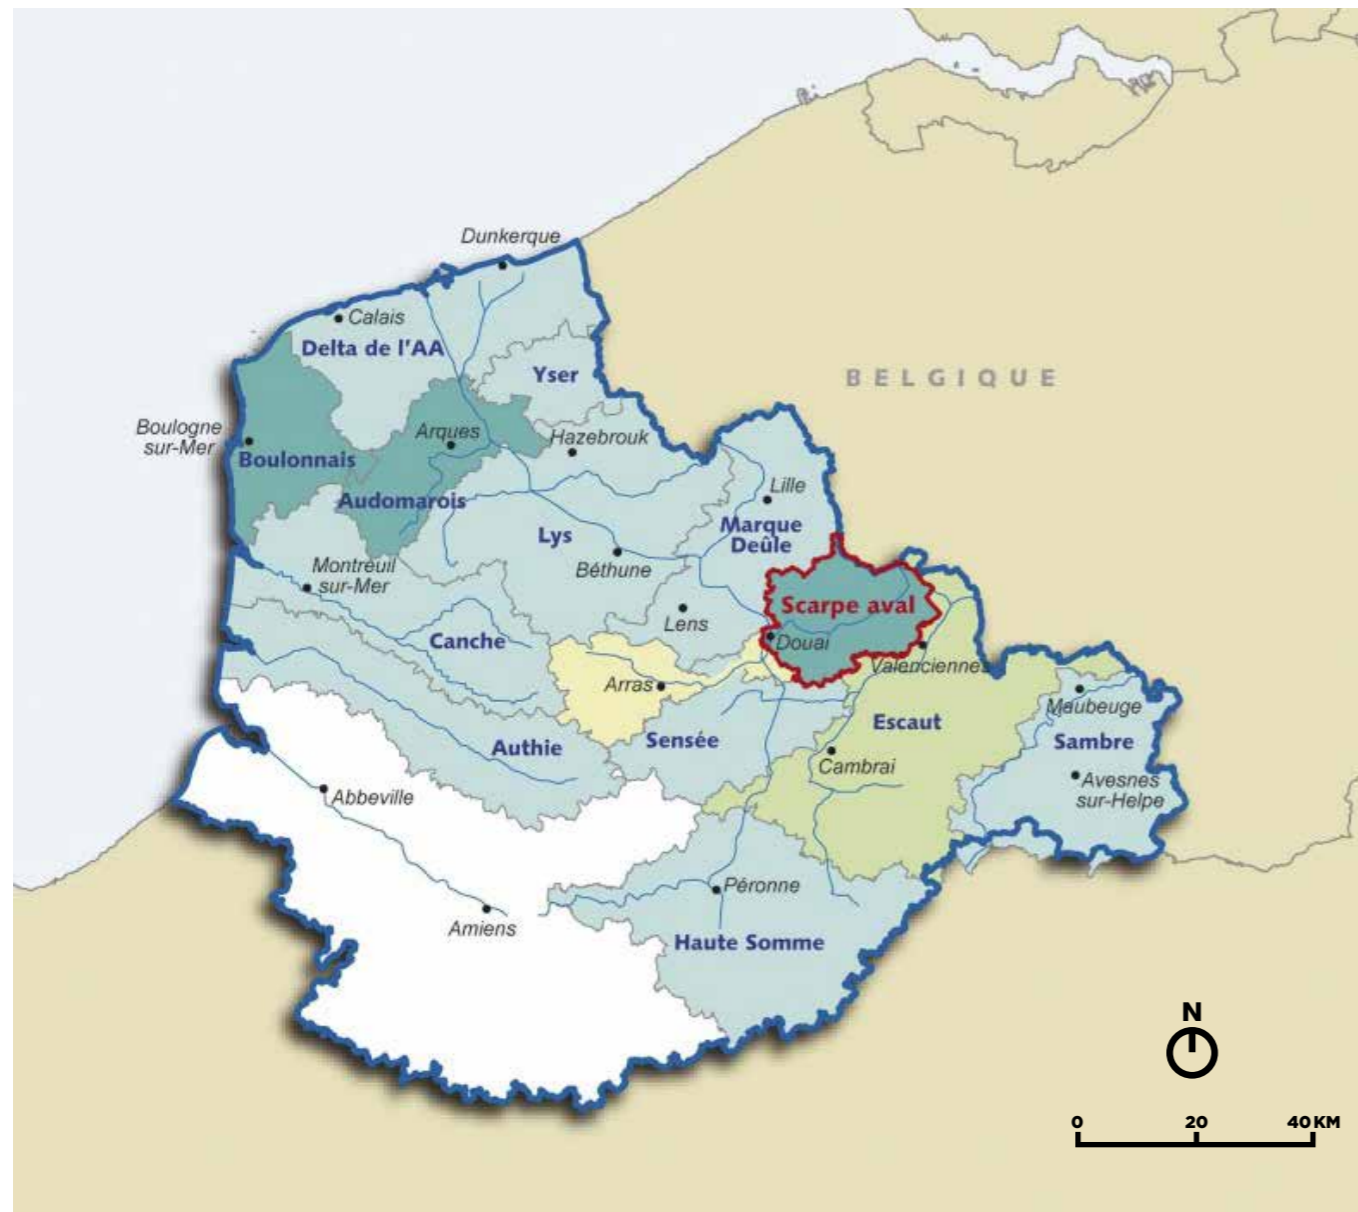 Dunkerque
Calais
Delta de l'AA
Yser
BELGIQUE
Boulogne
sur-Mer
Arques
Hazebrouk
Boulonnais
Audomarois
Lille
Lys
Marque
Deûle
Béthune
Montreuil
sur-Mer
Scarpe aval
Lens
Canche
Douai
Valenciennes
Arras
Maubeuge
Escaut
Sensée
Sambre
Authie
Cambrai
Avesnes
sur-Helpe
Abbeville
Péronne
Amiens
Haute Somme
N
0 20 40 KM